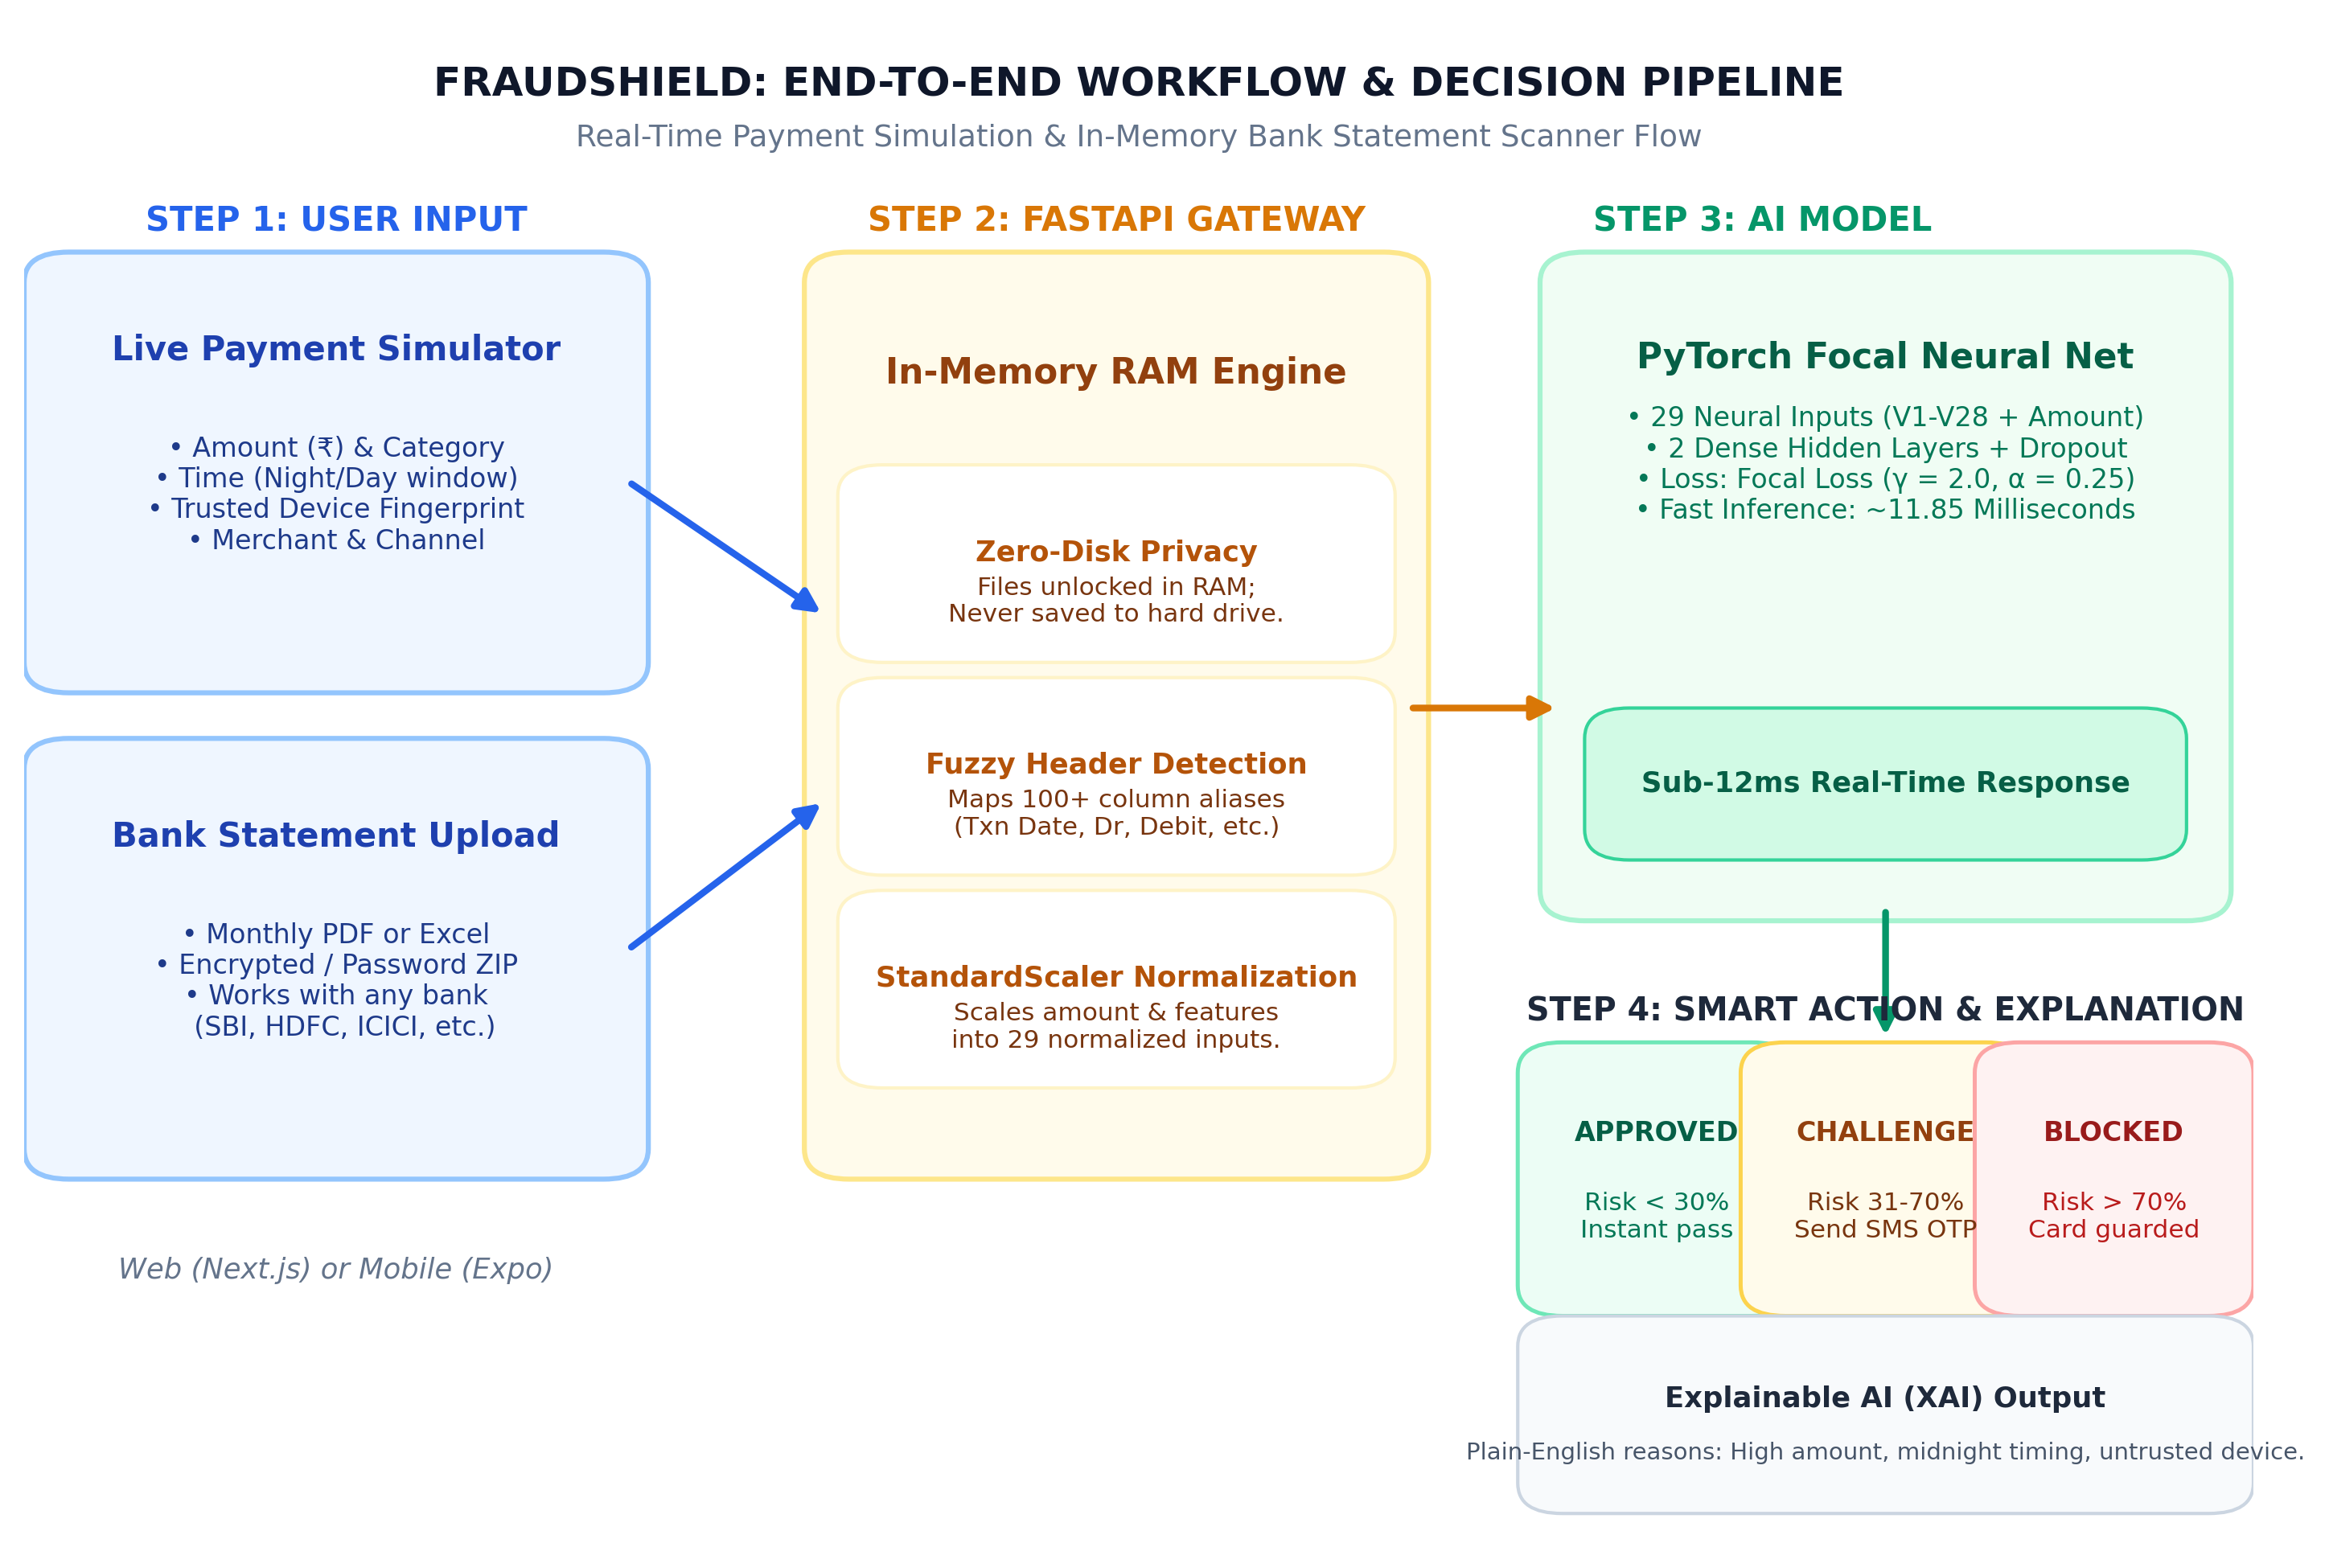 FRAUDSHIELD: END-TO-END WORKFLOW & DECISION PIPELINE
Real-Time Payment Simulation & In-Memory Bank Statement Scanner Flow
STEP 1: USER INPUT
Live Payment Simulator
• Amount (₹) & Category
• Time (Night/Day window)
• Trusted Device Fingerprint
• Merchant & Channel
Bank Statement Upload
• Monthly PDF or Excel
• Encrypted / Password ZIP
• Works with any bank
(SBI, HDFC, ICICI, etc.)
Web (Next.js) or Mobile (Expo)
STEP 2: FASTAPI GATEWAY
In-Memory RAM Engine
Zero-Disk Privacy
Files unlocked in RAM;
Never saved to hard drive.
Fuzzy Header Detection
Maps 100+ column aliases
(Txn Date, Dr, Debit, etc.)
StandardScaler Normalization
Scales amount & features
into 29 normalized inputs.
STEP 3: AI MODEL
PyTorch Focal Neural Net
• 29 Neural Inputs (V1-V28 + Amount)
• 2 Dense Hidden Layers + Dropout
• Loss: Focal Loss (γ = 2.0, α = 0.25)
• Fast Inference: ~11.85 Milliseconds
Sub-12ms Real-Time Response
STEP 4: SMART ACTION & EXPLANATION
APPROVED
Risk < 30%
Instant pass
CHALLENGE
Risk 31-70%
Send SMS OTP
BLOCKED
Risk > 70%
Card guarded
Explainable AI (XAI) Output
Plain-English reasons: High amount, midnight timing, untrusted device.